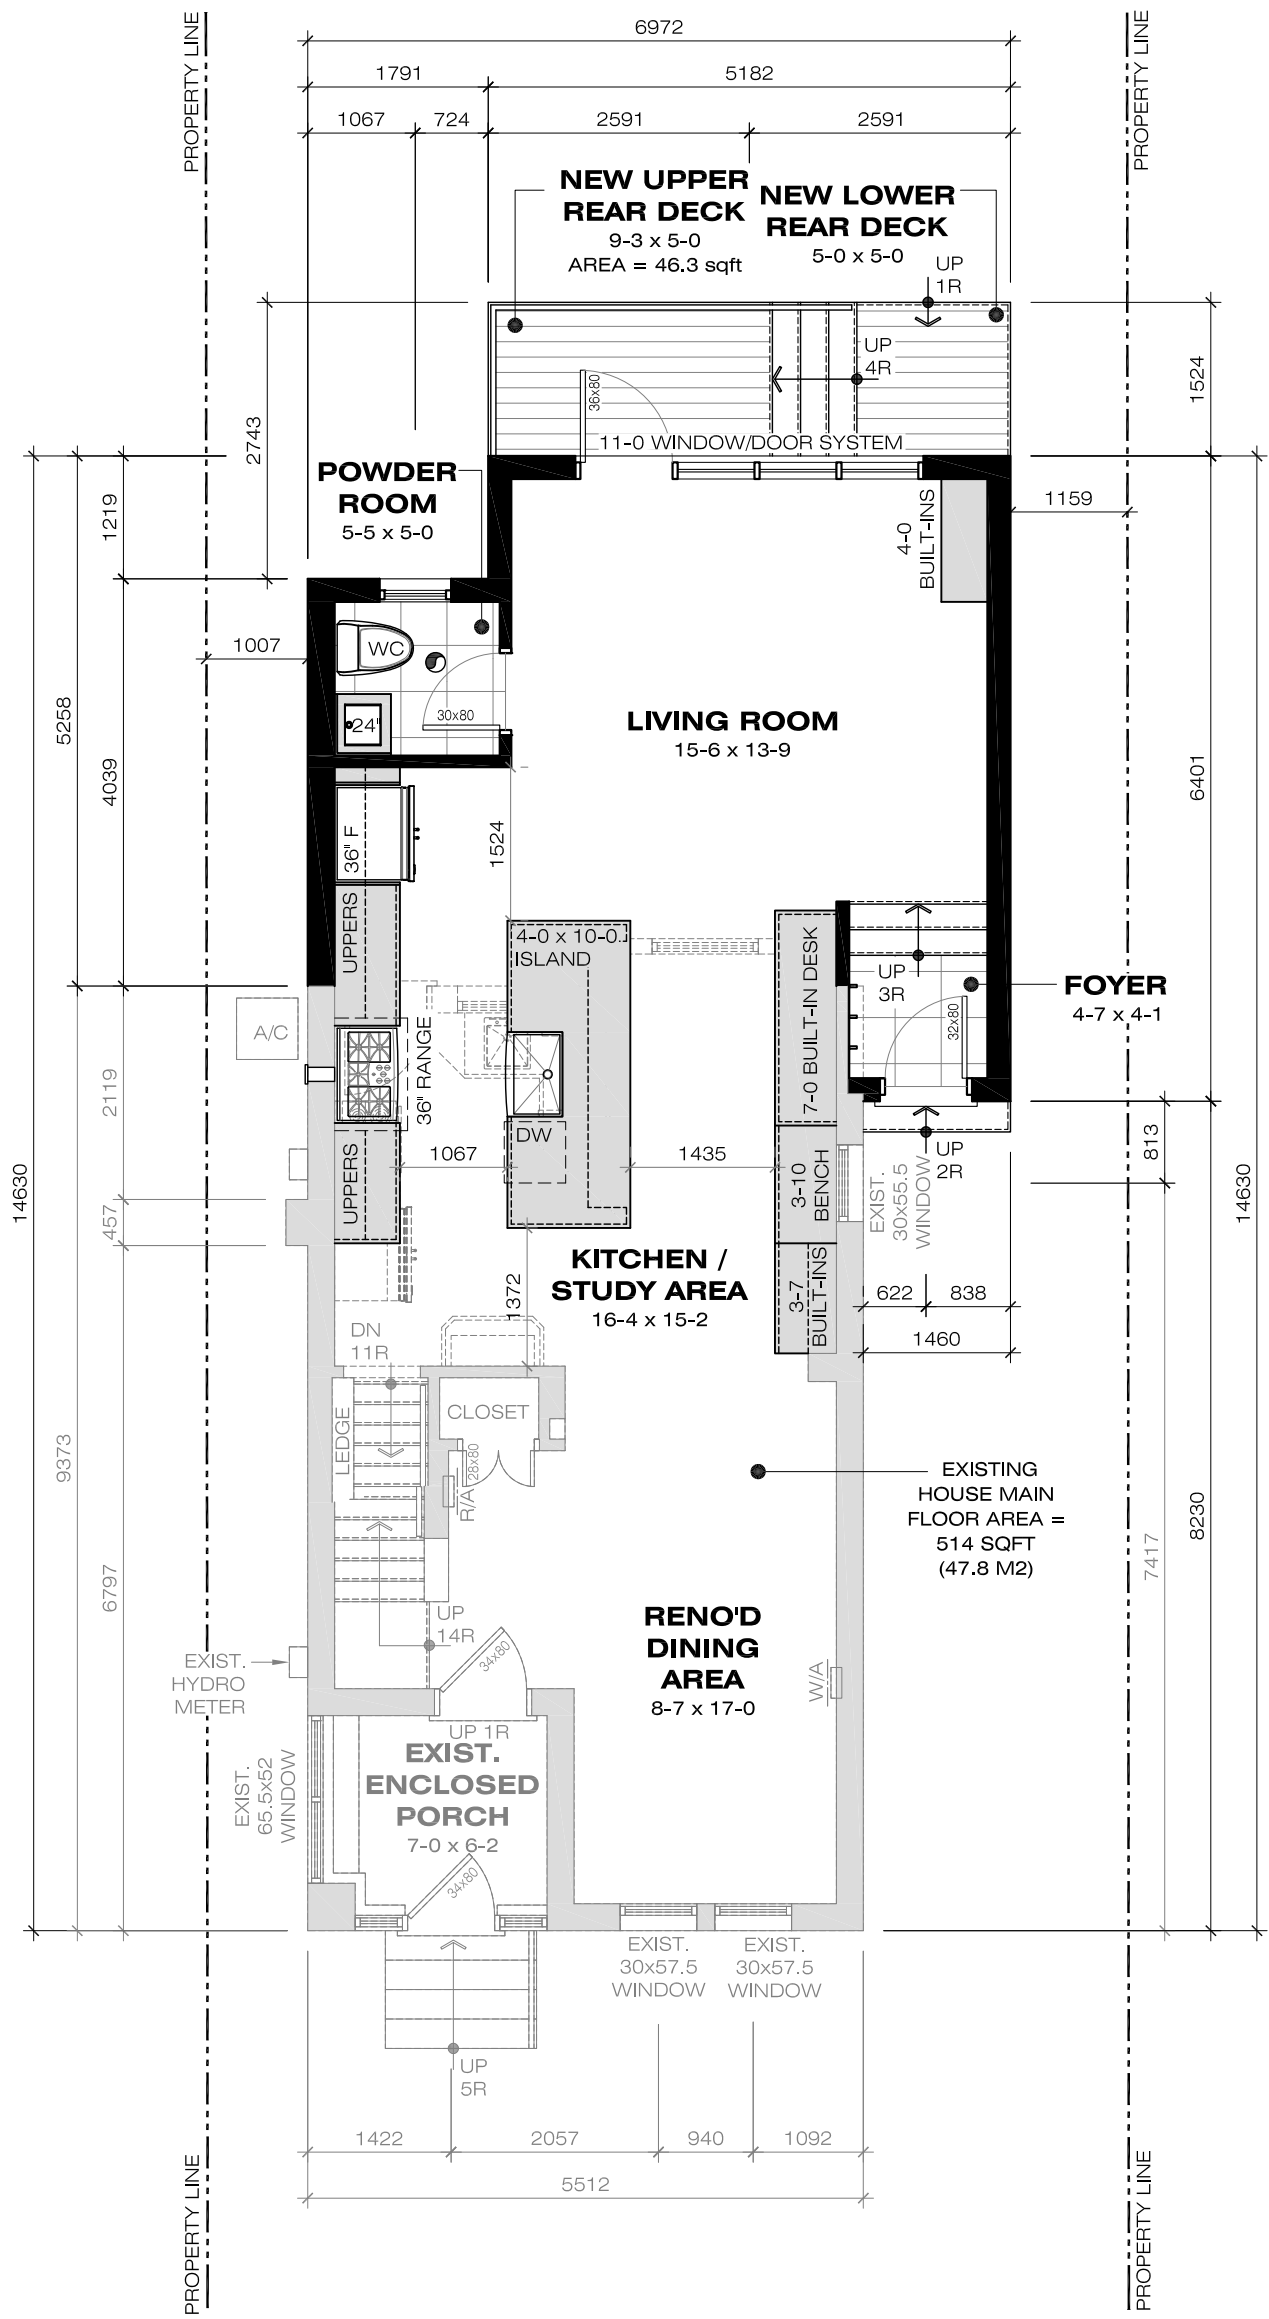 PROPERTY LINE
PROPERTY LINE
6972
1791
5182
1067
724
2591
2591
NEW UPPER
REAR DECK
9-3 x 5-0
AREA = 46.3 sqft
NEW LOWER
REAR DECK
5-0 x 5-0
UP
1R
UP
4R
36x80
11-0 WINDOW/DOOR SYSTEM
2743
1524
1219
POWDER
ROOM
5-5 x 5-0
4-0
BUILT-INS
1159
1007
WC
24"
30x80
5258
4039
LIVING ROOM
15-6 x 13-9
6401
36" F
1524
UPPERS
4-0 x 10-0
ISLAND
7-0 BUILT-IN DESK
UP
3R
32x80
FOYER
4-7 x 4-1
A/C
36" RANGE
2119
DW
UPPERS
1067
1435
3-10
BENCH
EXIST.
30x55.5
WINDOW
UP
2R
813
14630
14630
457
KITCHEN /
STUDY AREA
16-4 x 15-2
1372
3-7
BUILT-INS
622
838
1460
DN
11R
LEDGE
CLOSET
28x80
R/A
9373
EXISTING
HOUSE MAIN
FLOOR AREA =
514 SQFT
(47.8 M2)
8230
7417
6797
UP
14R
34x80
RENO'D
DINING
AREA
8-7 x 17-0
W/A
EXIST.
HYDRO
METER
UP 1R
EXIST.
ENCLOSED
PORCH
7-0 x 6-2
EXIST.
65.5x52
WINDOW
34x80
EXIST.
30x57.5
WINDOW
EXIST.
30x57.5
WINDOW
UP
5R
1422
2057
940
1092
5512
PROPERTY LINE
PROPERTY LINE